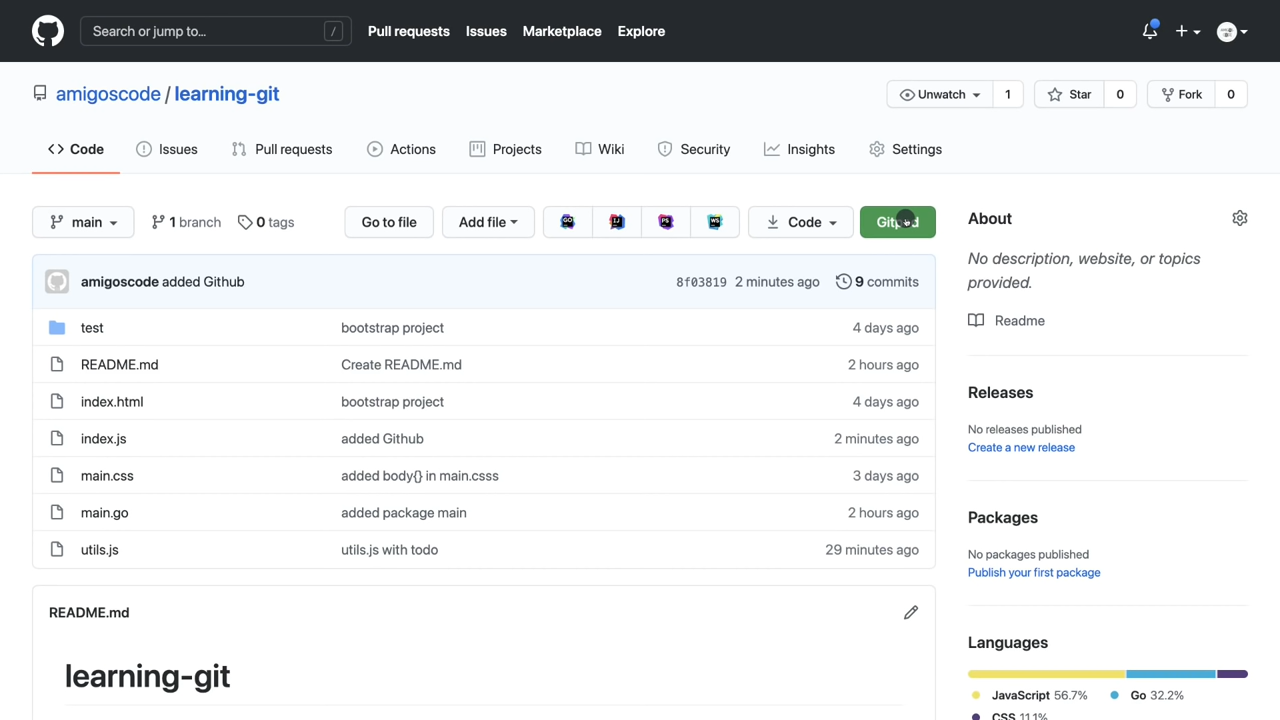 Search or jump to... / Pull requests Issues Marketplace Explore
amigoscode / learning-git Unwatch 1 Star 0 Fork 0
Code Issues Pull requests Actions Projects Wiki Security Insights Settings
main 1 branch 0 tags Go to file Add file GO IJ PS WS Code
About
No description, website, or topics
provided.
Readme
amigoscode added Github 8f03819 2 minutes ago 9 commits
test bootstrap project 4 days ago
README.md Create README.md 2 hours ago
index.html bootstrap project 4 days ago
index.js added Github 2 minutes ago
main.css added body{} in main.csss 3 days ago
main.go added package main 2 hours ago
utils.js utils.js with todo 29 minutes ago
Releases
No releases published
Create a new release
Packages
No packages published
Publish your first package
README.md
learning-git
Languages
JavaScript 56.7% Go 32.2%
CSS 11.1%